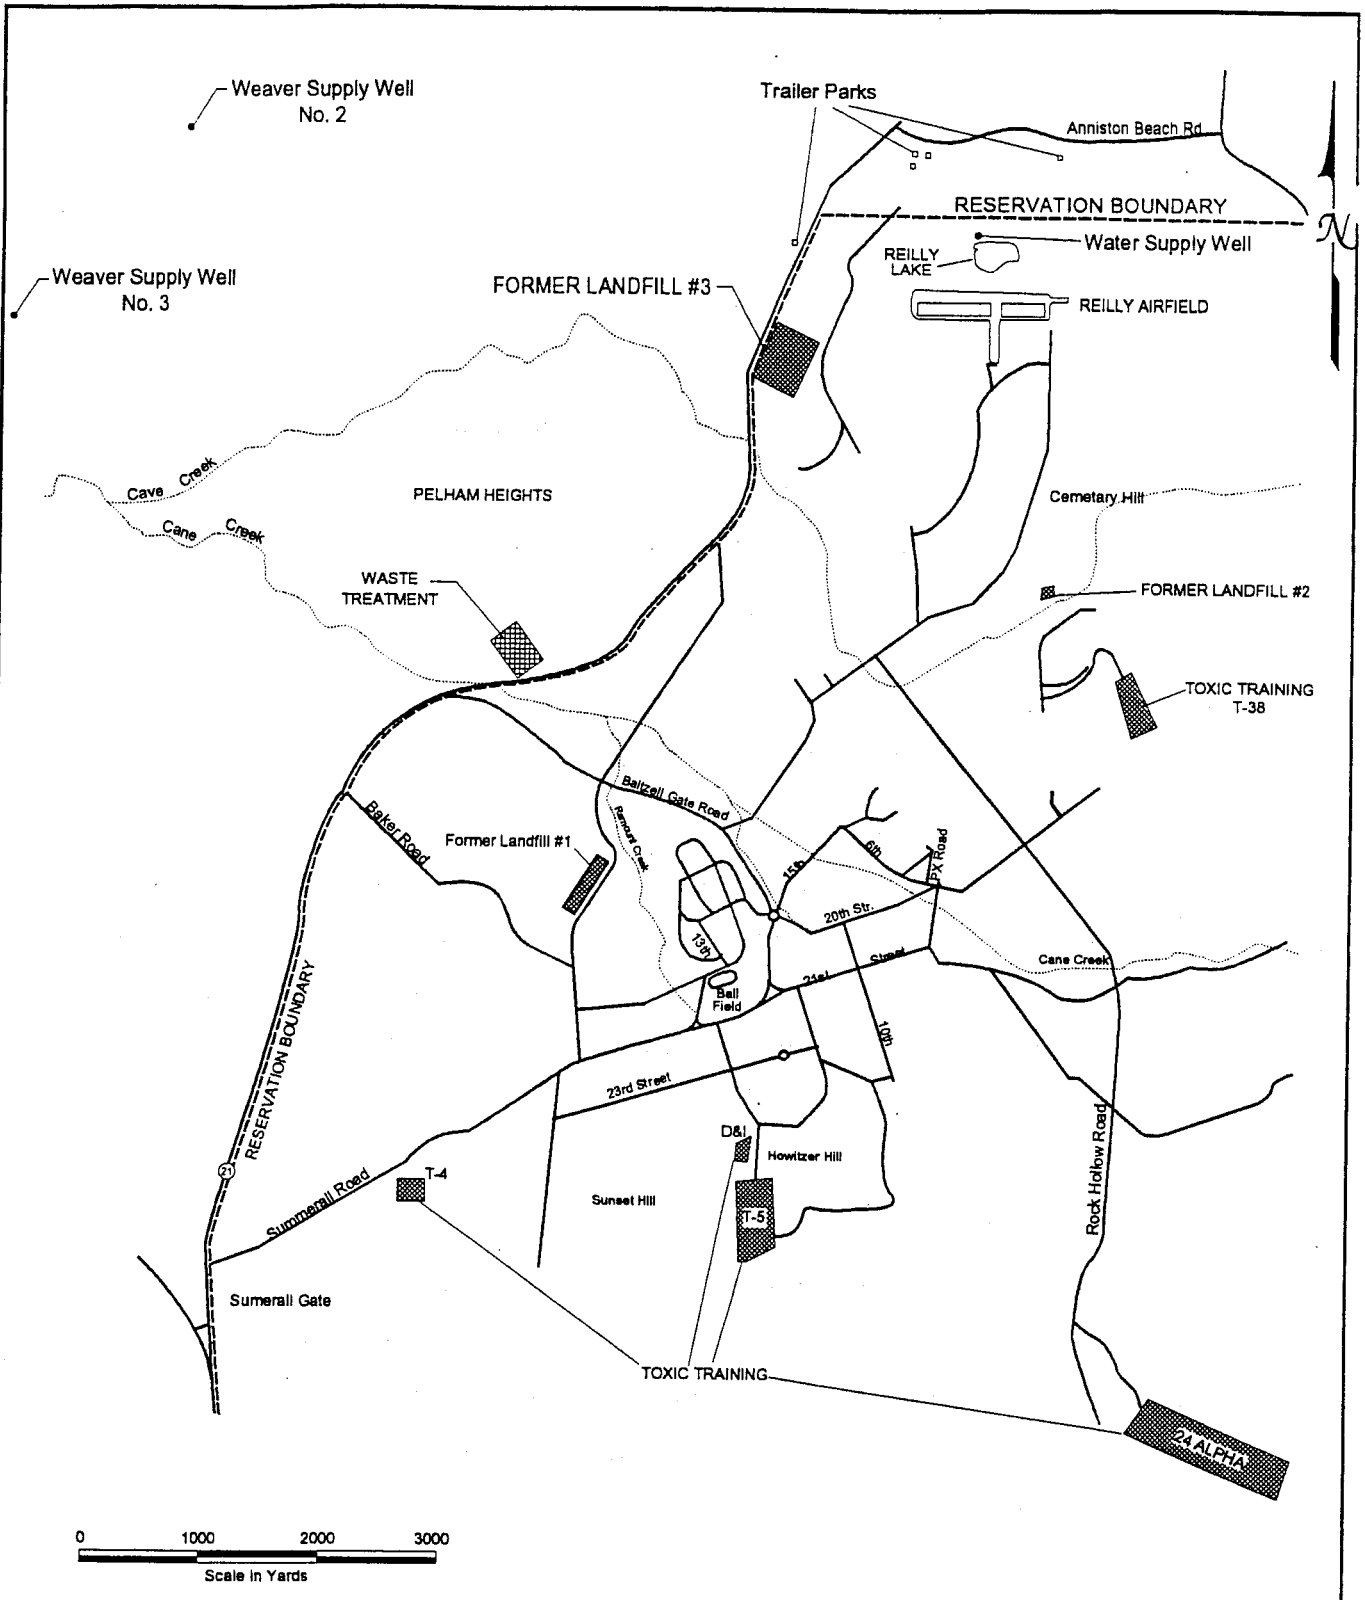 Weaver Supply Well
No. 2
Trailer Parks
Anniston Beach Rd
RESERVATION BOUNDARY
N
Water Supply Well
REILLY
LAKE
Weaver Supply Well
No. 3
FORMER LANDFILL #3
REILLY AIRFIELD
Cave Creek
PELHAM HEIGHTS
Cemetary Hill
Cane Creek
WASTE
TREATMENT
FORMER LANDFILL #2
TOXIC TRAINING
T-38
Baltzell Gate Road
Baker Road
Former Landfill #1
Remount Creek
15th
6th
PX Road
20th Str.
13th
21st Street
Cane Creek
Ball
Field
10th
RESERVATION BOUNDARY
23rd Street
Rock Hollow Road
D&I
Howitzer Hill
21
T-4
Summerall Road
Sunset Hill
T-5
Sumerall Gate
TOXIC TRAINING
24 ALPHA
0 1000 2000 3000
Scale in Yards